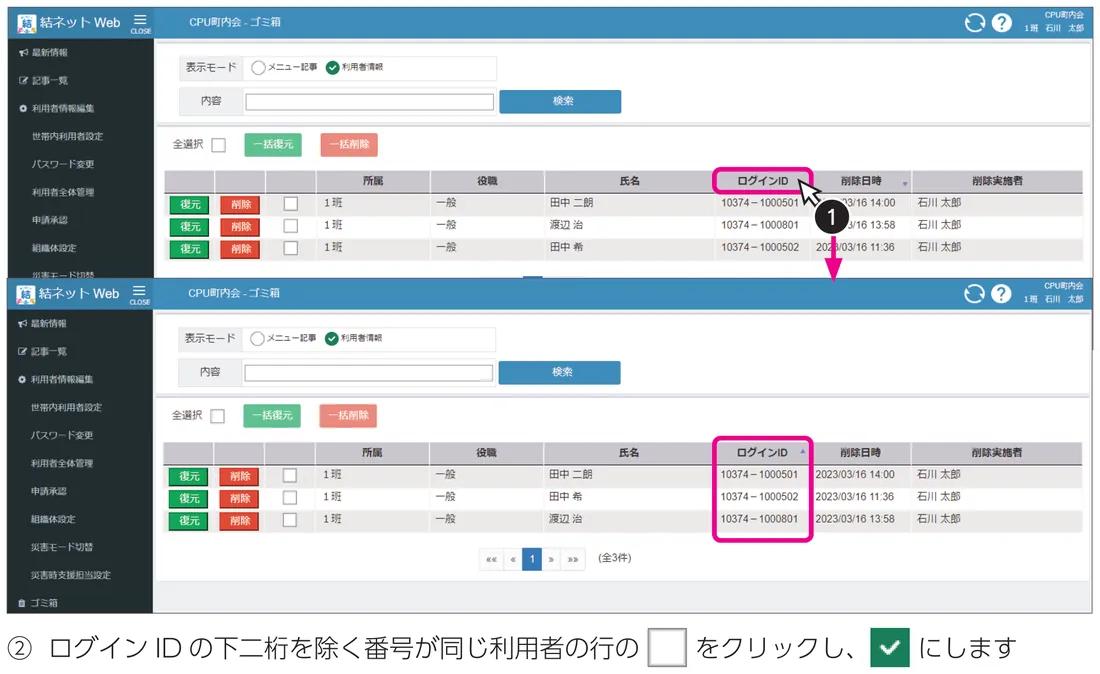 結ネット Web CLOSE CPU町内会 - ゴミ箱 ? CPU町内会
1班 石川 太郎
最新情報
記事一覧
利用者情報編集
世帯内利用者設定
パスワード変更
利用者全体管理
申請承認
組織体設定
災害モード切替
表示モード メニュー記事 利用者情報
内容 検索
全選択 一括復元 一括削除
所属 役職 氏名 ログインID 削除日時 削除実施者
復元 削除 1班 一般 田中 二朗 10374-1000501 /03/16 14:00 石川 太郎
復元 削除 1班 一般 渡辺 治 10374-1000801 3/16 13:58 石川 太郎
復元 削除 1班 一般 田中 希 10374-1000502 2023/03/16 11:36 石川 太郎
1
結ネット Web CLOSE CPU町内会 - ゴミ箱 ? CPU町内会
1班 石川 太郎
最新情報
記事一覧
利用者情報編集
世帯内利用者設定
パスワード変更
利用者全体管理
申請承認
組織体設定
災害モード切替
災害時支援担当設定
ゴミ箱
表示モード メニュー記事 利用者情報
内容 検索
全選択 一括復元 一括削除
所属 役職 氏名 ログインID 削除日時 削除実施者
復元 削除 1班 一般 田中 二朗 10374-1000501 2023/03/16 14:00 石川 太郎
復元 削除 1班 一般 田中 希 10374-1000502 2023/03/16 11:36 石川 太郎
復元 削除 1班 一般 渡辺 治 10374-1000801 2023/03/16 13:58 石川 太郎
«« « 1 » »» (全3件)
② ログイン ID の下二桁を除く番号が同じ利用者の行の をクリックし、 にします